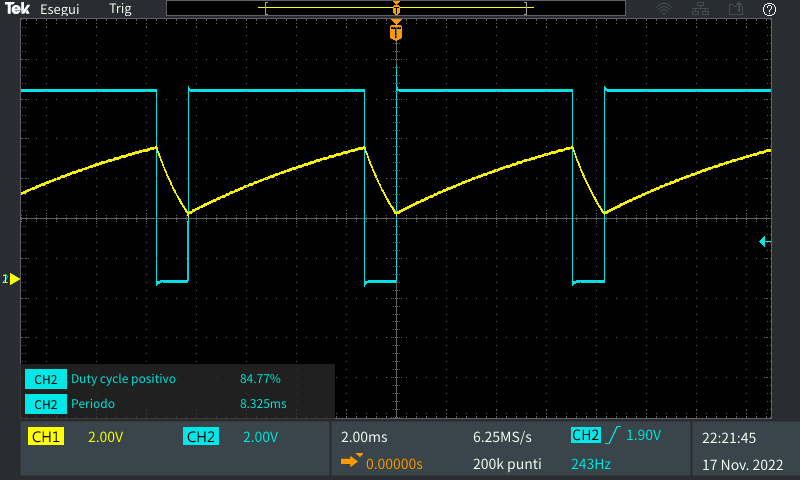 Tek Esegui Trig
T
T
CH2 Duty cycle positivo 84.77%
CH2 Periodo 8.325ms
CH1 2.00V CH2 2.00V 2.00ms 6.25MS/s CH2 1.90V 22:21:45
0.00000s 200k punti 243Hz 17 Nov. 2022